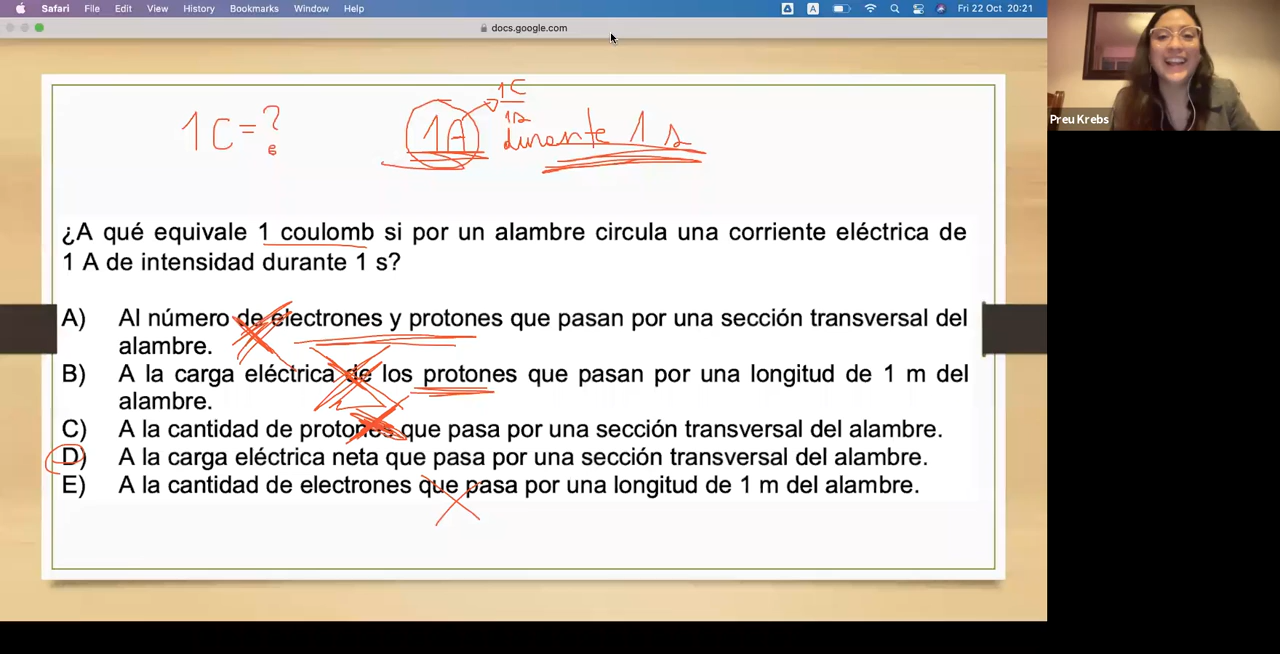 Safari File Edit View History Bookmarks Window Help A Fri 22 Oct 20:21
docs.google.com
Preu Krebs
1C = ?
1A durante 1 s
1C
1s
¿A qué equivale 1 coulomb si por un alambre circula una corriente eléctrica de
1 A de intensidad durante 1 s?
A) Al número de electrones y protones que pasan por una sección transversal del
alambre.
B) A la carga eléctrica de los protones que pasan por una longitud de 1 m del
alambre.
C) A la cantidad de protones que pasa por una sección transversal del alambre.
D) A la carga eléctrica neta que pasa por una sección transversal del alambre.
E) A la cantidad de electrones que pasa por una longitud de 1 m del alambre.